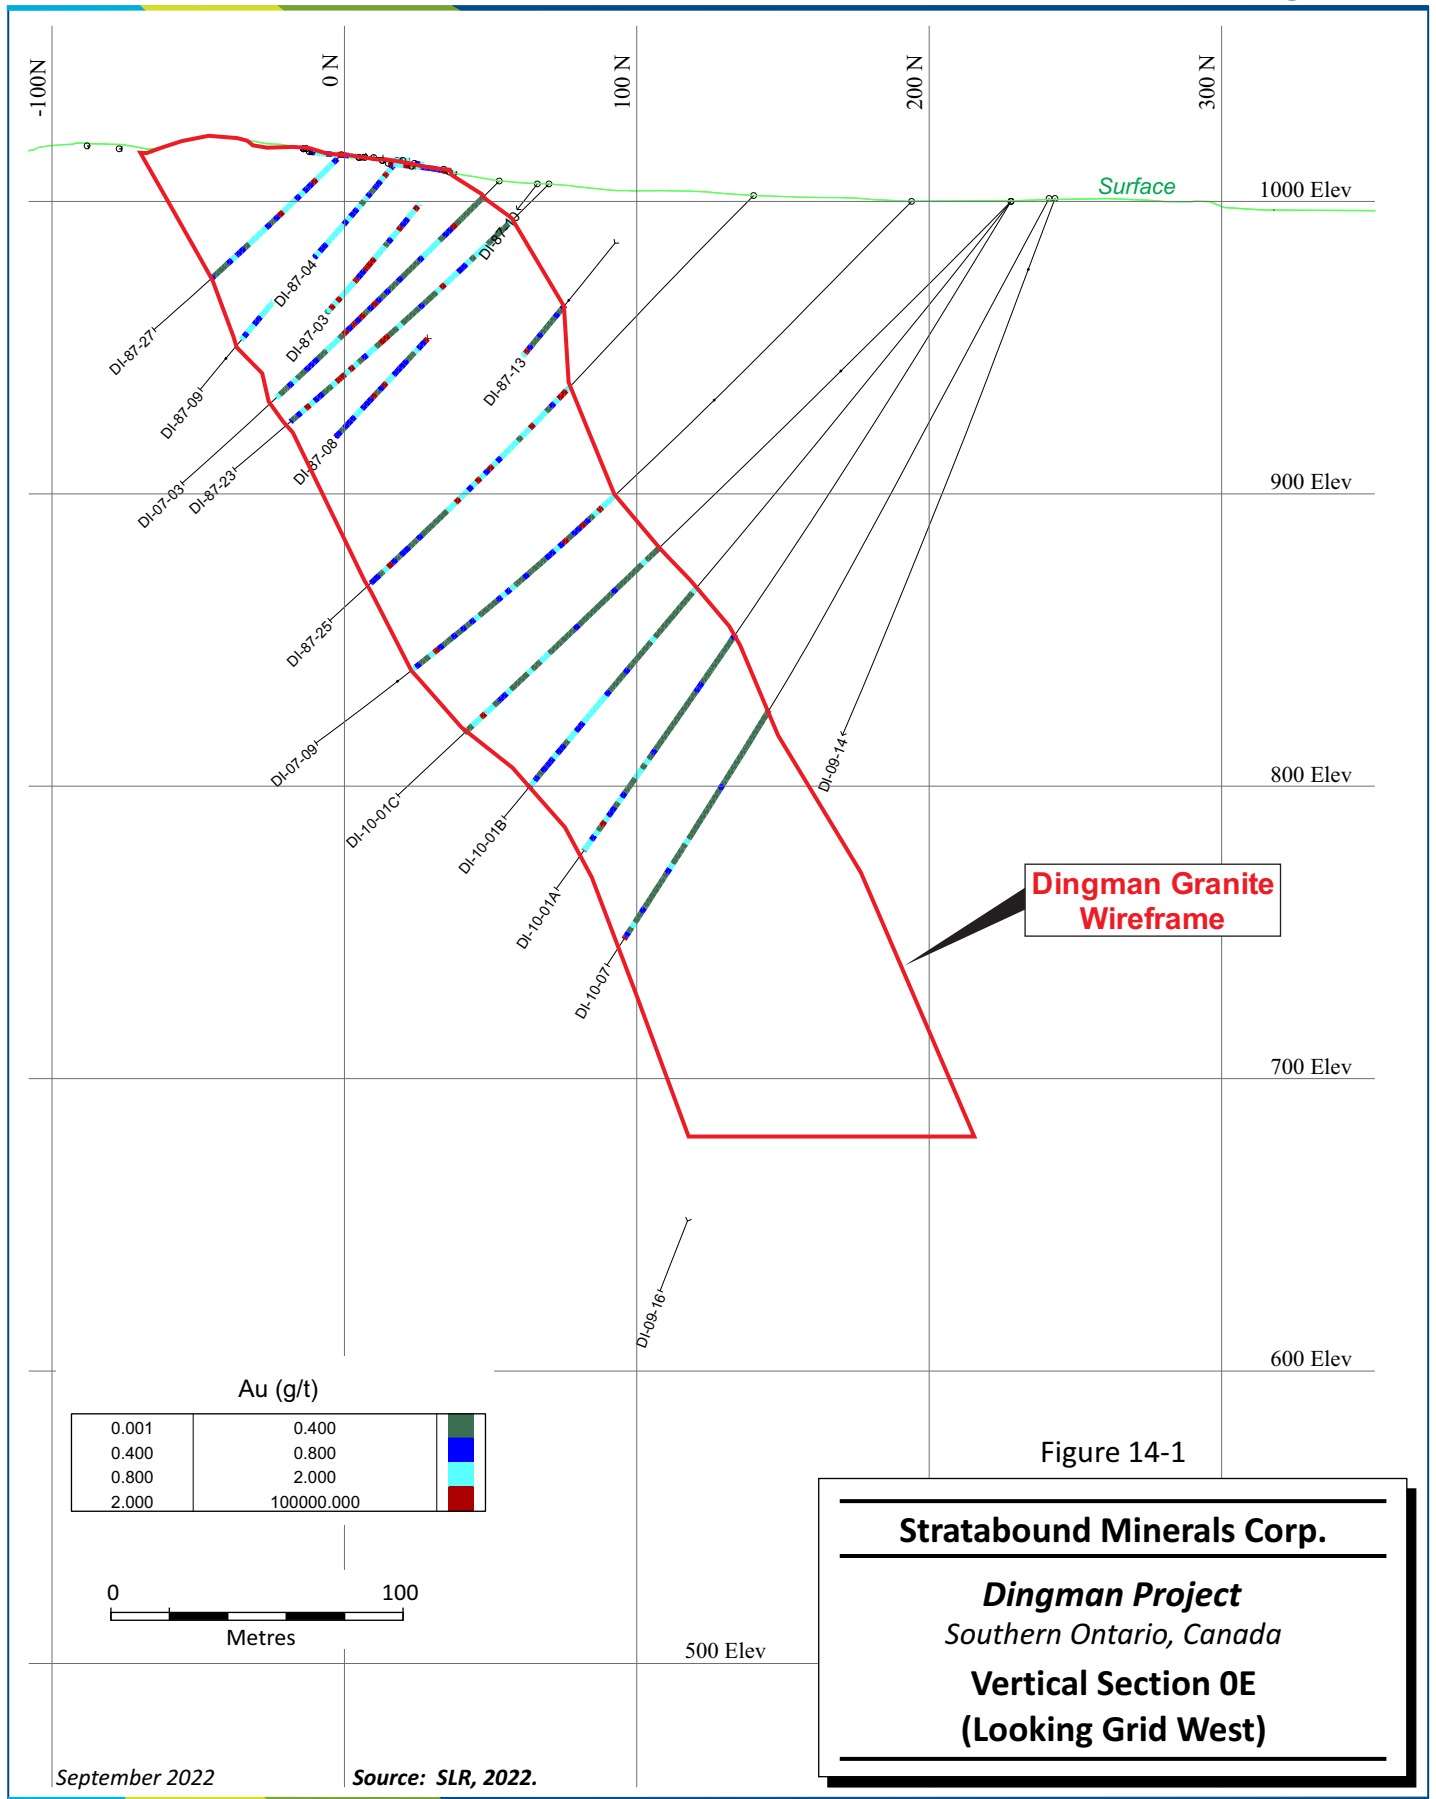 -100N
0 N
100 N
200 N
300 N
Surface
1000 Elev
DI-87-10
DI-87-04
DI-87-03
DI-87-27
DI-87-13
DI-87-09
DI-87-08
DI-87-23
DI-07-03
900 Elev
DI-87-25
DI-07-09
DI-09-14
800 Elev
DI-10-01C
DI-10-01B
DI-10-01A
Dingman Granite
Wireframe
DI-10-07
700 Elev
DI-09-16
600 Elev
Au (g/t)
0.001 0.400
0.400 0.800
0.800 2.000
2.000 100000.000
0 100
Metres
500 Elev
Figure 14-1
Stratabound Minerals Corp.
Dingman Project
Southern Ontario, Canada
Vertical Section 0E
(Looking Grid West)
September 2022
Source: SLR, 2022.